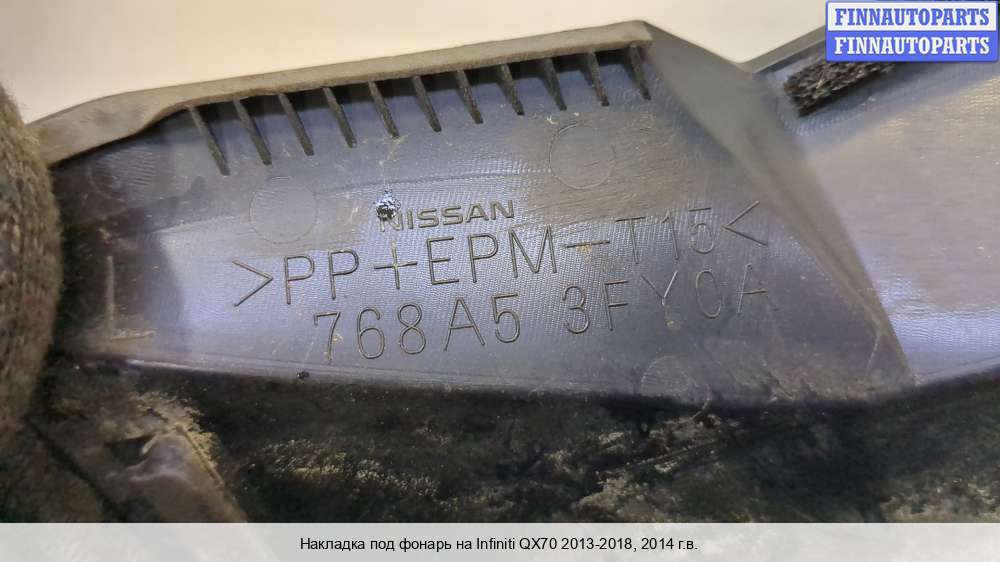 FINNAUTOPARTS
FINNAUTOPARTS
NISSAN
>PP+EPM-T15<
768A5 3FY0A
Накладка под фонарь на Infiniti QX70 2013-2018, 2014 г.в.